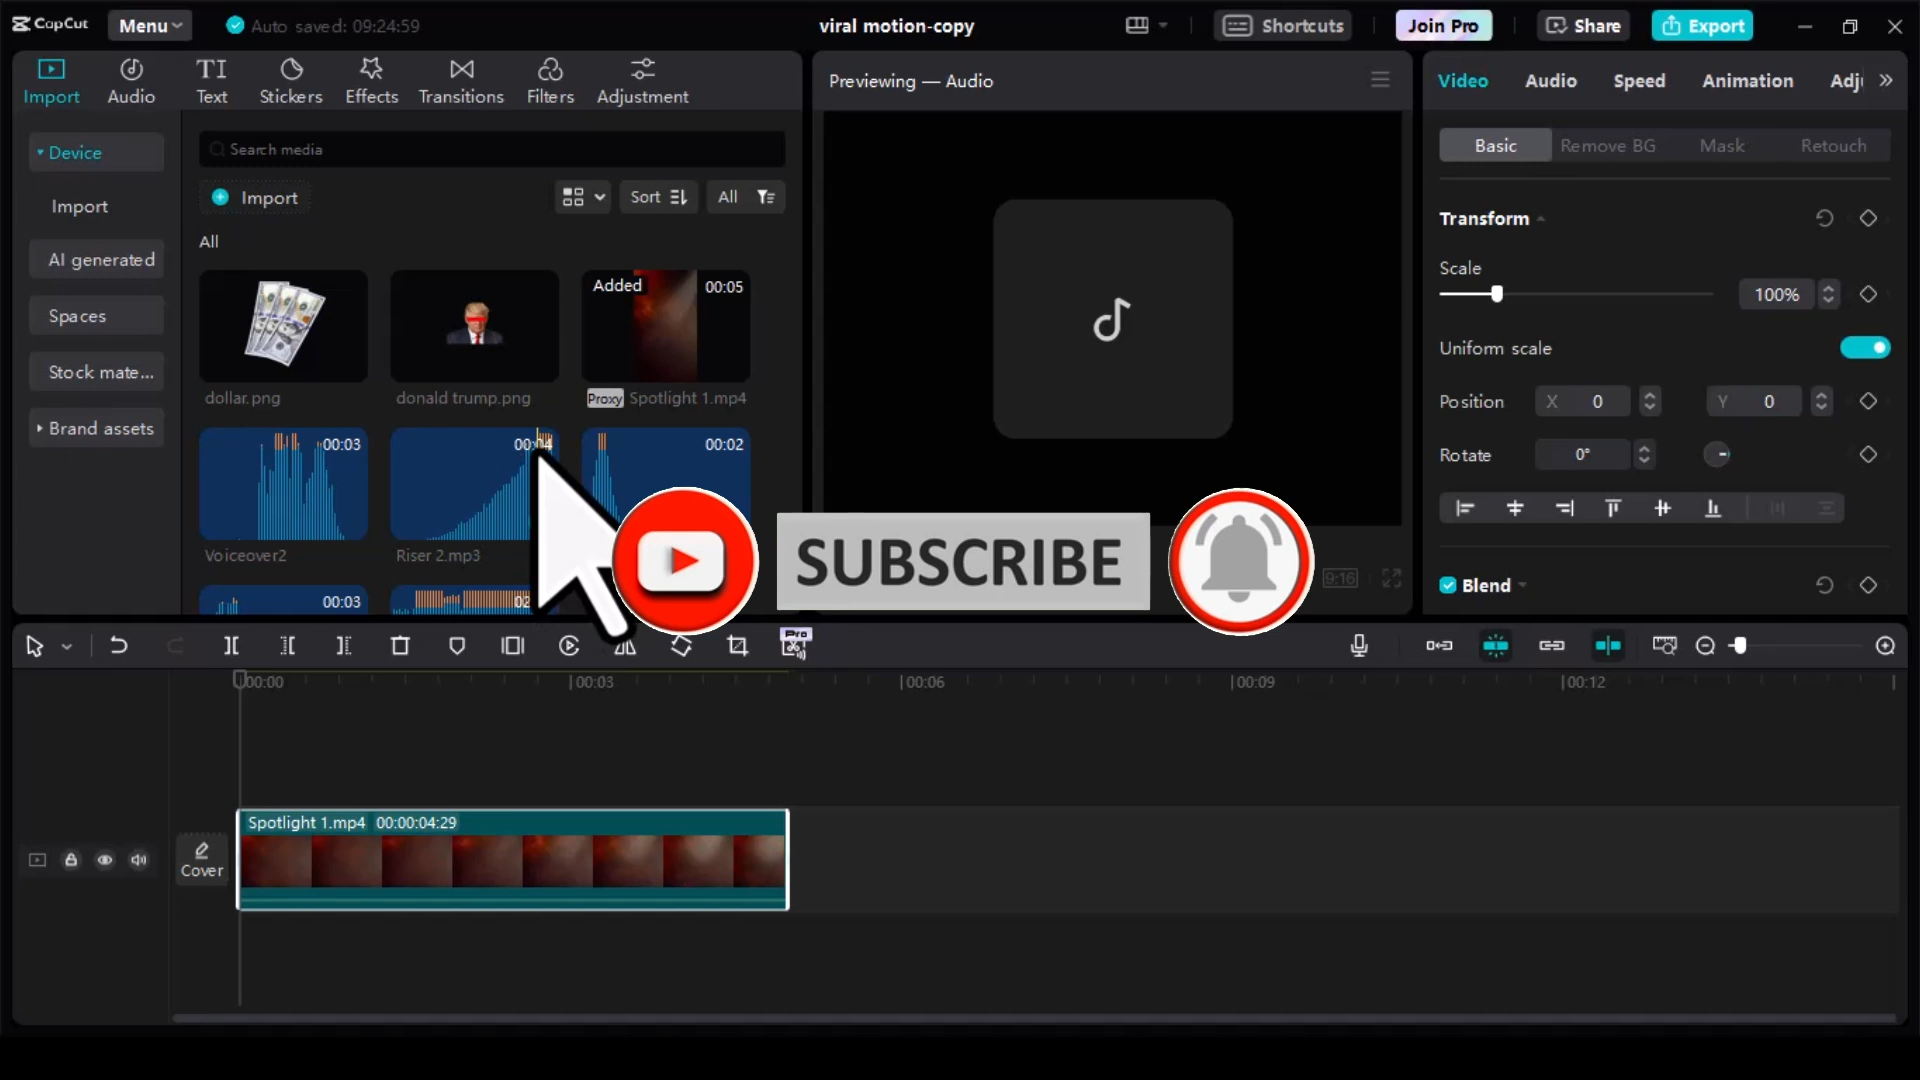 CapCut
Menu
Auto saved: 09:24:59
viral motion-copy
Shortcuts
Join Pro
Share
Export
Import
Audio
Text
Stickers
Effects
Transitions
Filters
Adjustment
Previewing — Audio
Video
Audio
Speed
Animation
Device
Import
AI generated
Spaces
Stock mate...
Brand assets
Search media
Import
Sort
All
All
Added
00:05
dollar.png
donald trump.png
Proxy
Spotlight 1.mp4
00:03
00:04
00:02
Voiceover2
Riser 2.mp3
00:03
Basic
Remove BG
Mask
Retouch
Transform
Scale
100%
Uniform scale
Position
X 0
Y 0
Rotate
0°
Blend
9:16
SUBSCRIBE
Pro
00:00
00:03
00:06
00:09
00:12
Cover
Spotlight 1.mp4 00:00:04:29